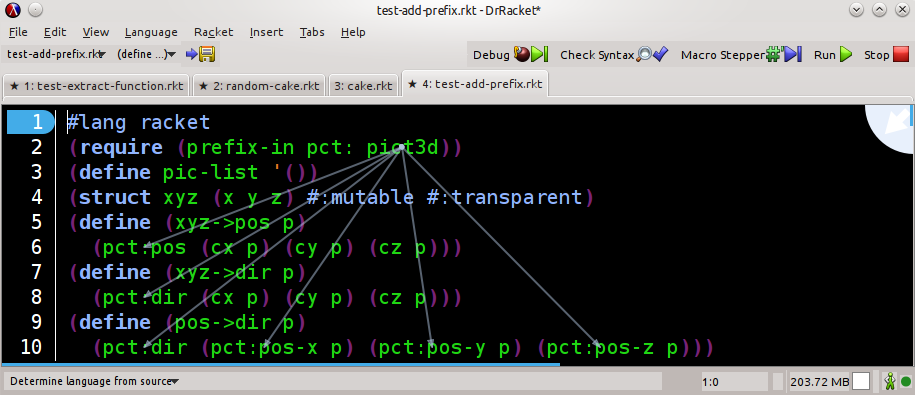 test-add-prefix.rkt - DrRacket*
File Edit View Language Racket Insert Tabs Help
test-add-prefix.rkt (define ...) Debug Check Syntax Macro Stepper Run Stop
★ 1: test-extract-function.rkt ★ 2: random-cake.rkt 3: cake.rkt ★ 4: test-add-prefix.rkt
1 #lang racket
2 (require (prefix-in pct: pict3d))
3 (define pic-list '())
4 (struct xyz (x y z) #:mutable #:transparent)
5 (define (xyz->pos p)
6 (pct:pos (cx p) (cy p) (cz p)))
7 (define (xyz->dir p)
8 (pct:dir (cx p) (cy p) (cz p)))
9 (define (pos->dir p)
10 (pct:dir (pct:pos-x p) (pct:pos-y p) (pct:pos-z p)))
Determine language from source 1:0 203.72 MB